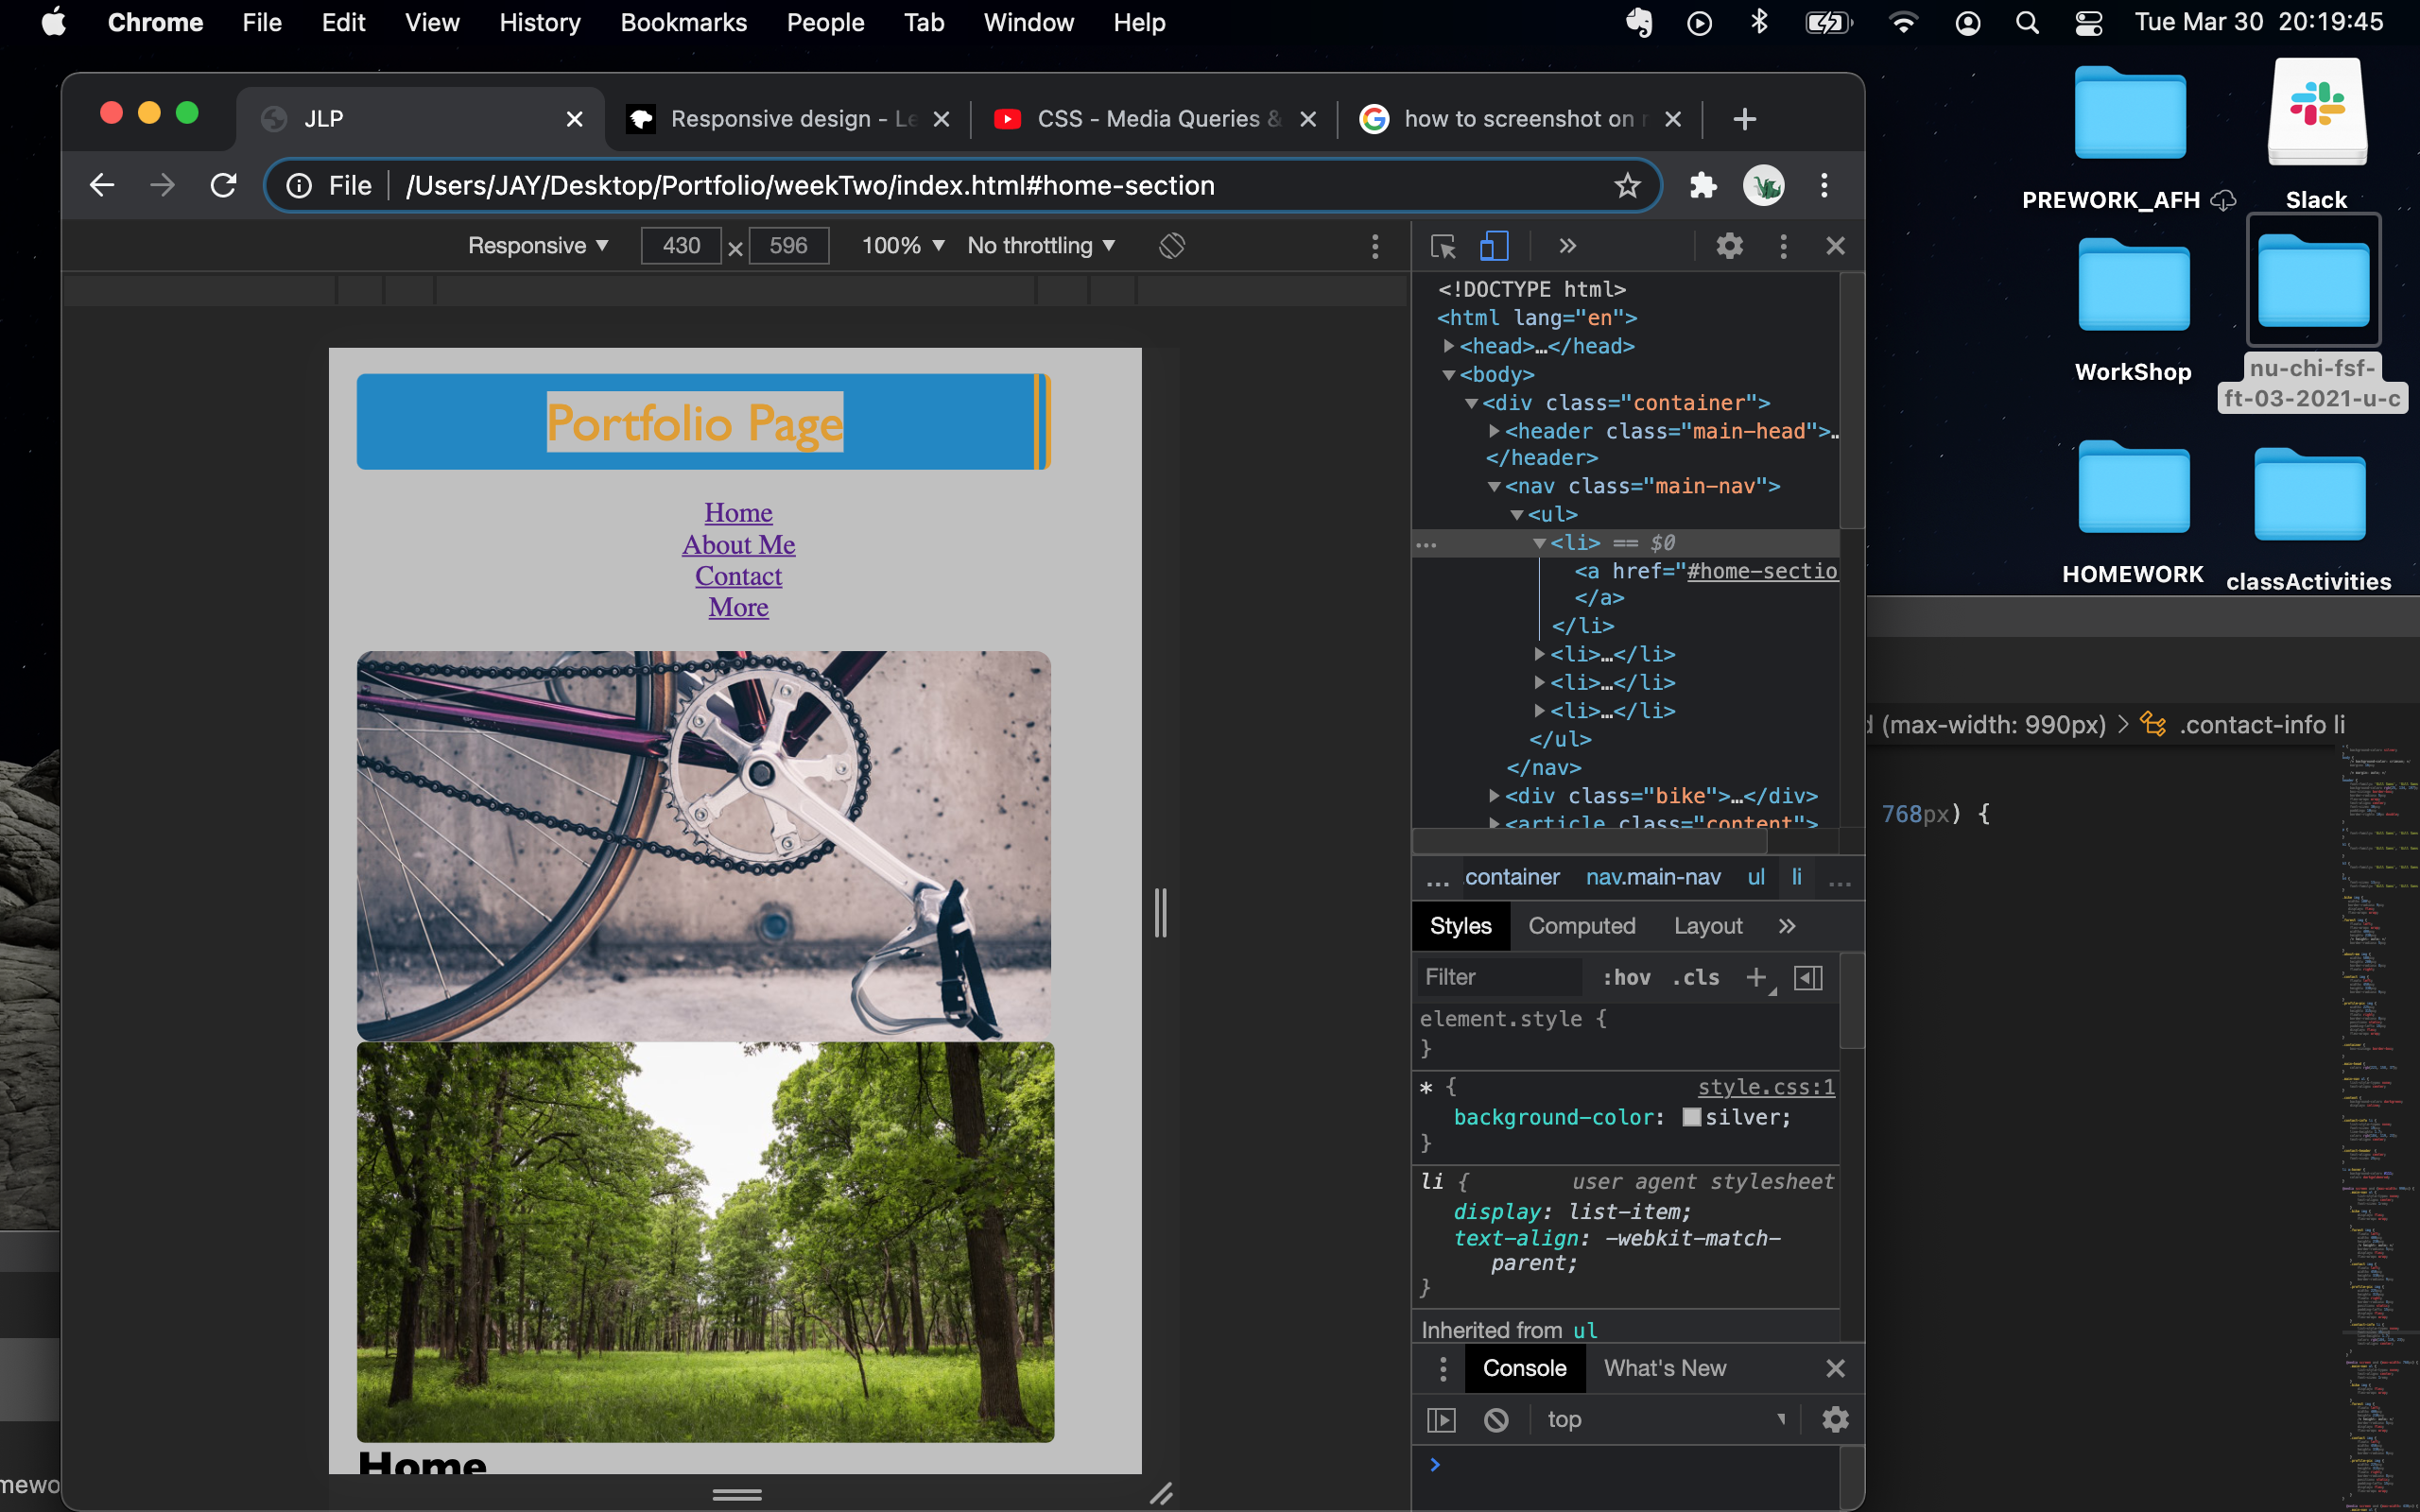 Chrome File Edit View History Bookmarks People Tab Window Help Tue Mar 30 20:19:45
JLP Responsive design - Le CSS - Media Queries & how to screenshot on
File /Users/JAY/Desktop/Portfolio/weekTwo/index.html#home-section
Responsive ▼ 430 × 596 100% ▼ No throttling ▼
Portfolio Page
Home
About Me
Contact
More
Home
<!DOCTYPE html>
<html lang="en">
<head>…</head>
<body>
<div class="container">
<header class="main-head">…
</header>
<nav class="main-nav">
<ul>
<li> == $0
<a href="#home-sectio
</a>
</li>
<li>…</li>
<li>…</li>
<li>…</li>
</ul>
</nav>
<div class="bike">…</div>
<article class="content">
… .container nav.main-nav ul li …
Styles Computed Layout »
Filter :hov .cls +
element.style {
}
* { style.css:1
background-color: silver;
}
li { user agent stylesheet
display: list-item;
text-align: -webkit-match-
parent;
}
Inherited from ul
Console What's New
top
PREWORK_AFH
Slack
WorkShop
nu-chi-fsf-
ft-03-2021-u-c
HOMEWORK
classActivities
(max-width: 990px) > .contact-info li
768px) {
mewo